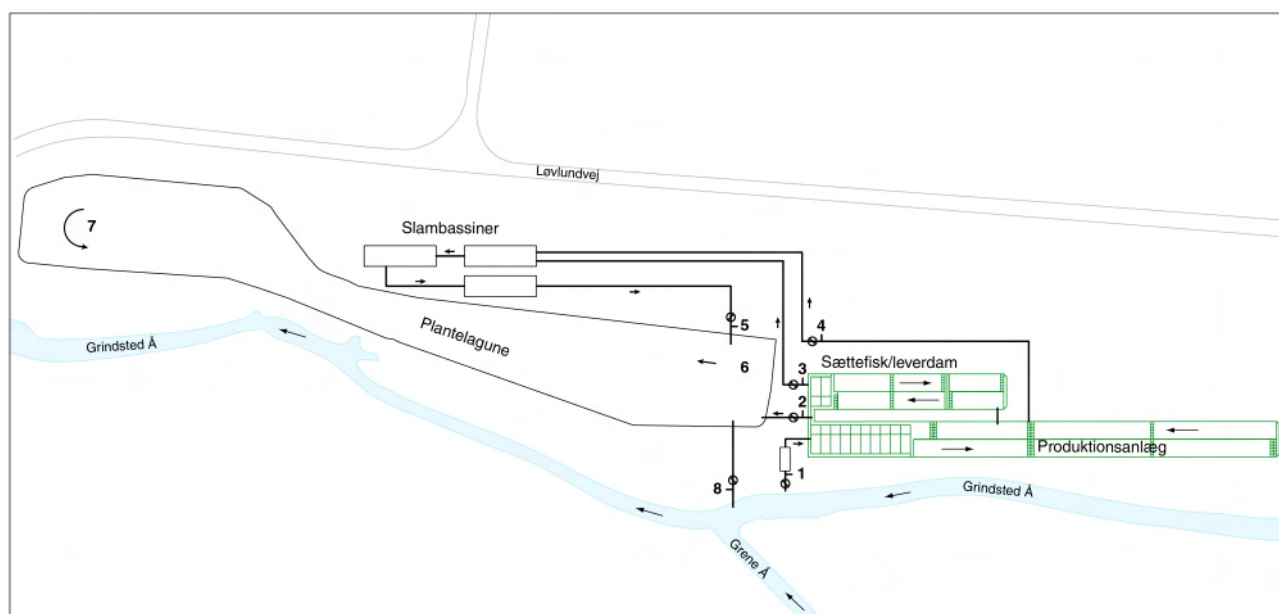 Løvlundvej
7
Slambassiner
5
4
Plantelagune
Grindsted Å
6
Sættefisk/leverdam
3
2
Produktionsanlæg
1
8
Grindsted Å
Grene Å